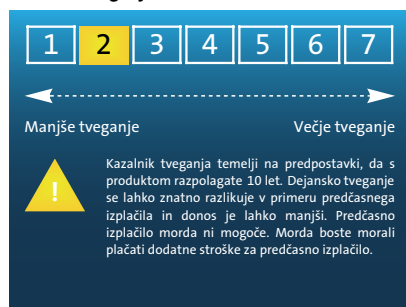 1 2 3 4 5 6 7
Manjše tveganje Večje tveganje
!
Kazalnik tveganja temelji na predpostavki, da s
produktom razpolagate 10 let. Dejansko tveganje
se lahko znatno razlikuje v primeru predčasnega
izplačila in donos je lahko manjši. Predčasno
izplačilo morda ni mogoče. Morda boste morali
plačati dodatne stroške za predčasno izplačilo.